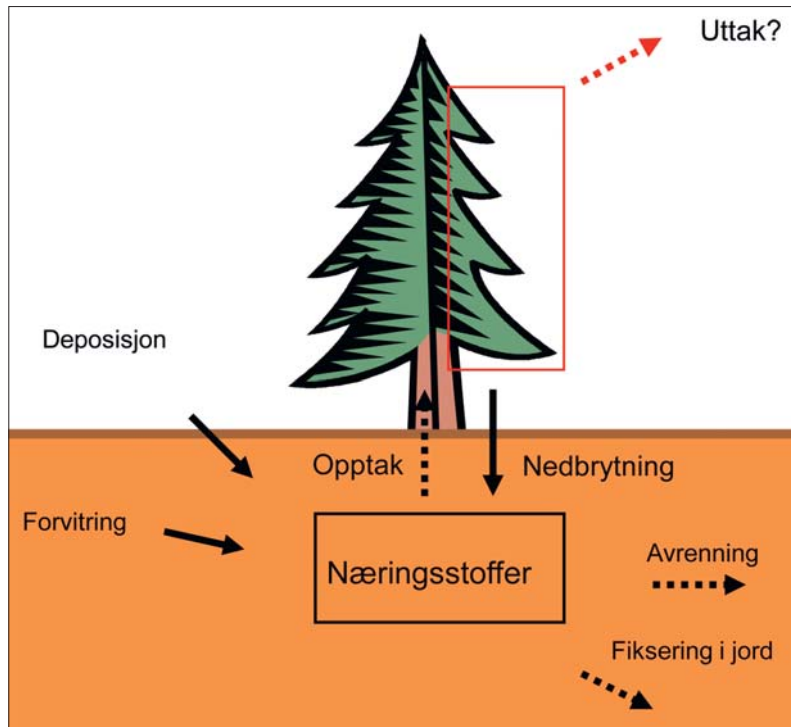 Uttak?
Deposisjon
Opptak
Nedbrytning
Forvitring
Næringsstoffer
Avrenning
Fiksering i jord